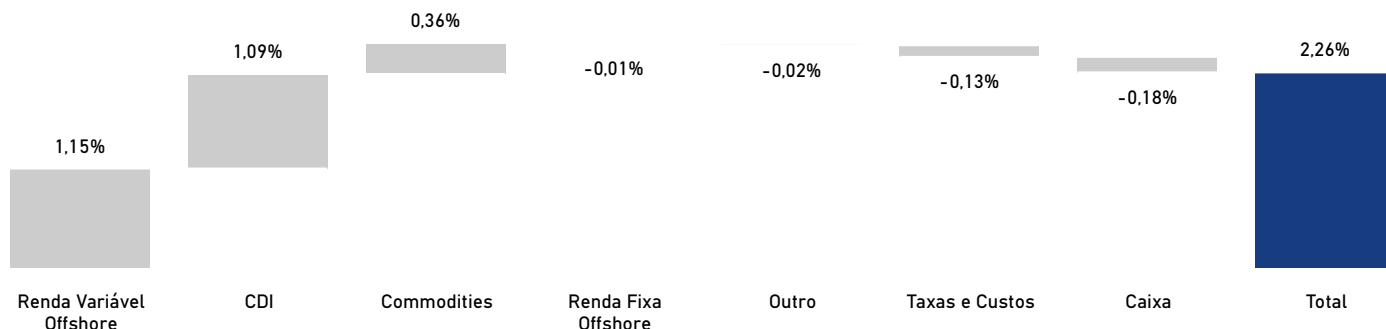 1,15%
1,09%
0,36%
-0,01%
-0,02%
-0,13%
-0,18%
2,26%
Renda Variável
Offshore
CDI
Commodities
Renda Fixa
Offshore
Outro
Taxas e Custos
Caixa
Total